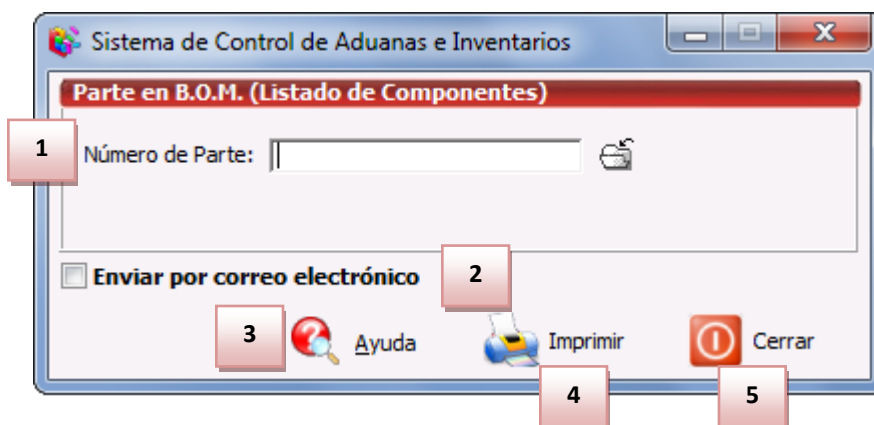 Sistema de Control de Aduanas e Inventarios
Parte en B.O.M. (Listado de Componentes)
1
Número de Parte:
Enviar por correo electrónico
2
3
Ayuda
Imprimir
Cerrar
4
5